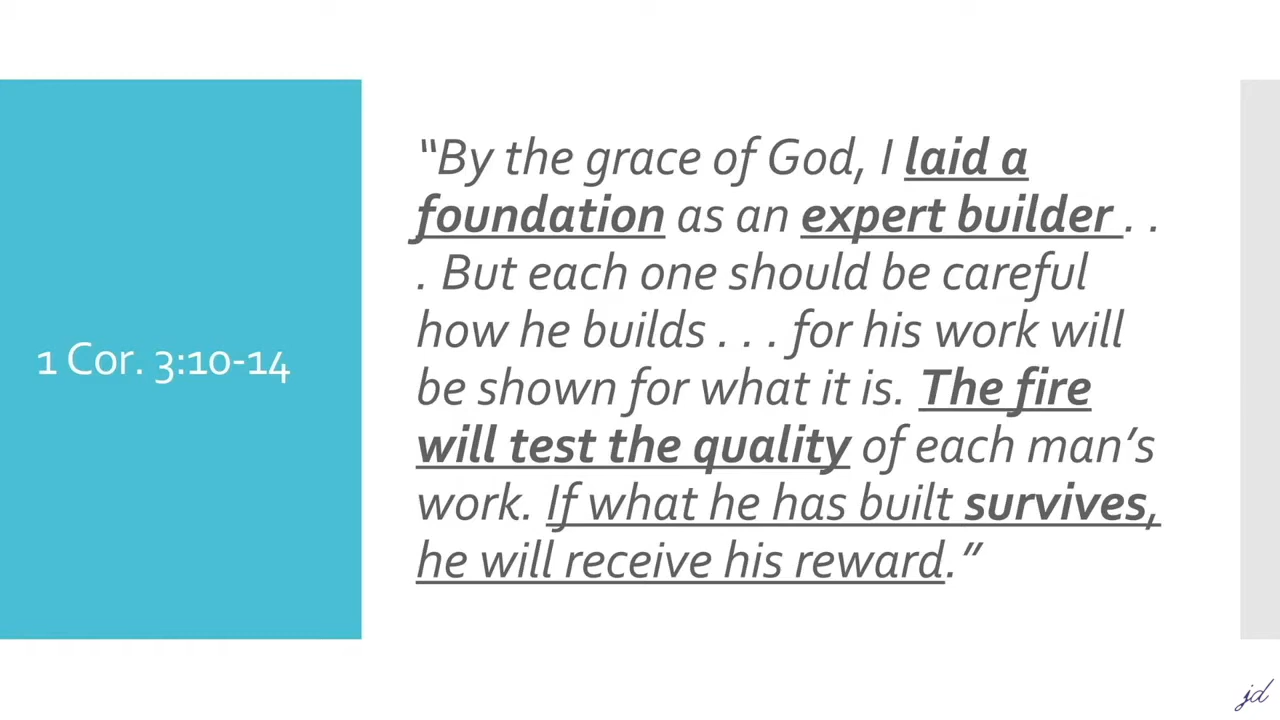 1 Cor. 3:10-14
“By the grace of God, I laid a
foundation as an expert builder . .
. But each one should be careful
how he builds . . . for his work will
be shown for what it is. The fire
will test the quality of each man’s
work. If what he has built survives,
he will receive his reward.”
jd